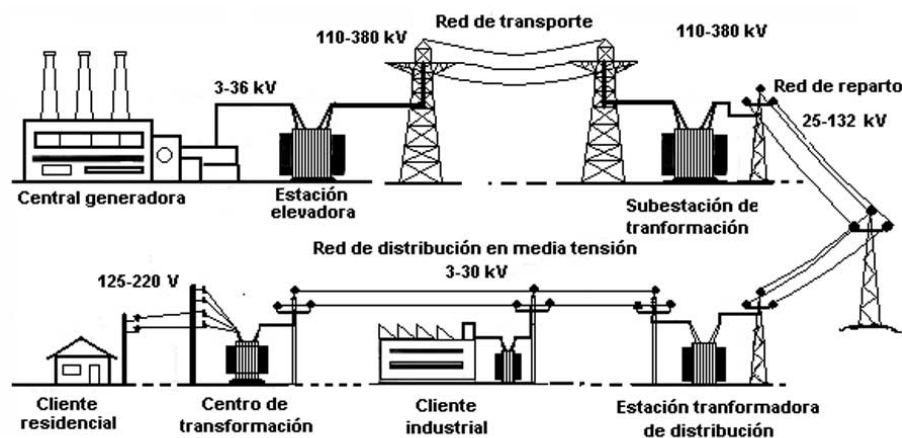 Red de transporte
110-380 kV
110-380 kV
3-36 kV
Red de reparto
25-132 kV
Central generadora
Estación
elevadora
Subestación de
tranformación
Red de distribución en media tensión
3-30 kV
125-220 V
Cliente
residencial
Centro de
transformación
Cliente
industrial
Estación tranformadora
de distribución